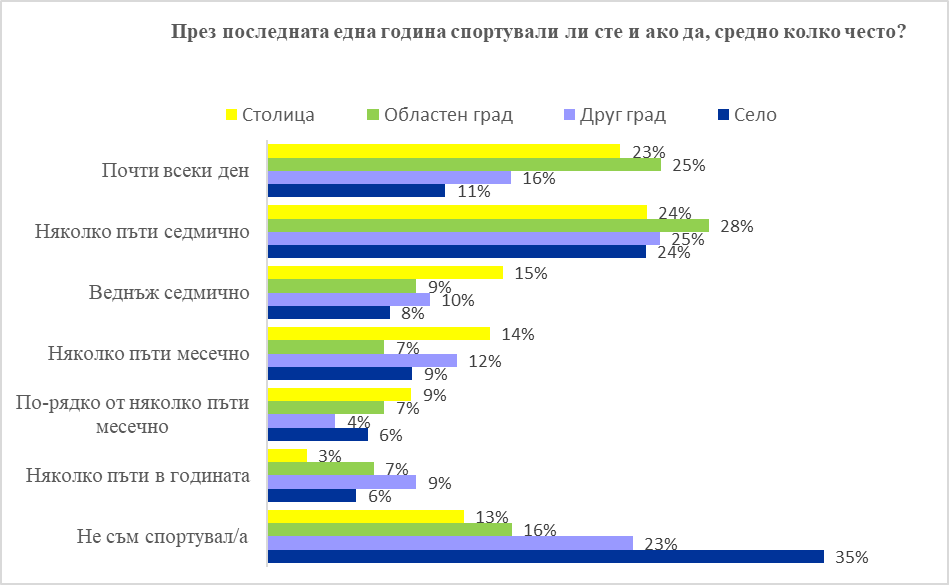 През последната една година спортували ли сте и ако да, средно колко често?
Столица Областен град Друг град Село
Почти всеки ден
23%
25%
16%
11%
Няколко пъти седмично
24%
28%
25%
24%
Веднъж седмично
15%
9%
10%
8%
Няколко пъти месечно
14%
7%
12%
9%
По-рядко от няколко пъти
месечно
9%
7%
4%
6%
Няколко пъти в годината
3%
7%
9%
6%
Не съм спортувал/а
13%
16%
23%
35%